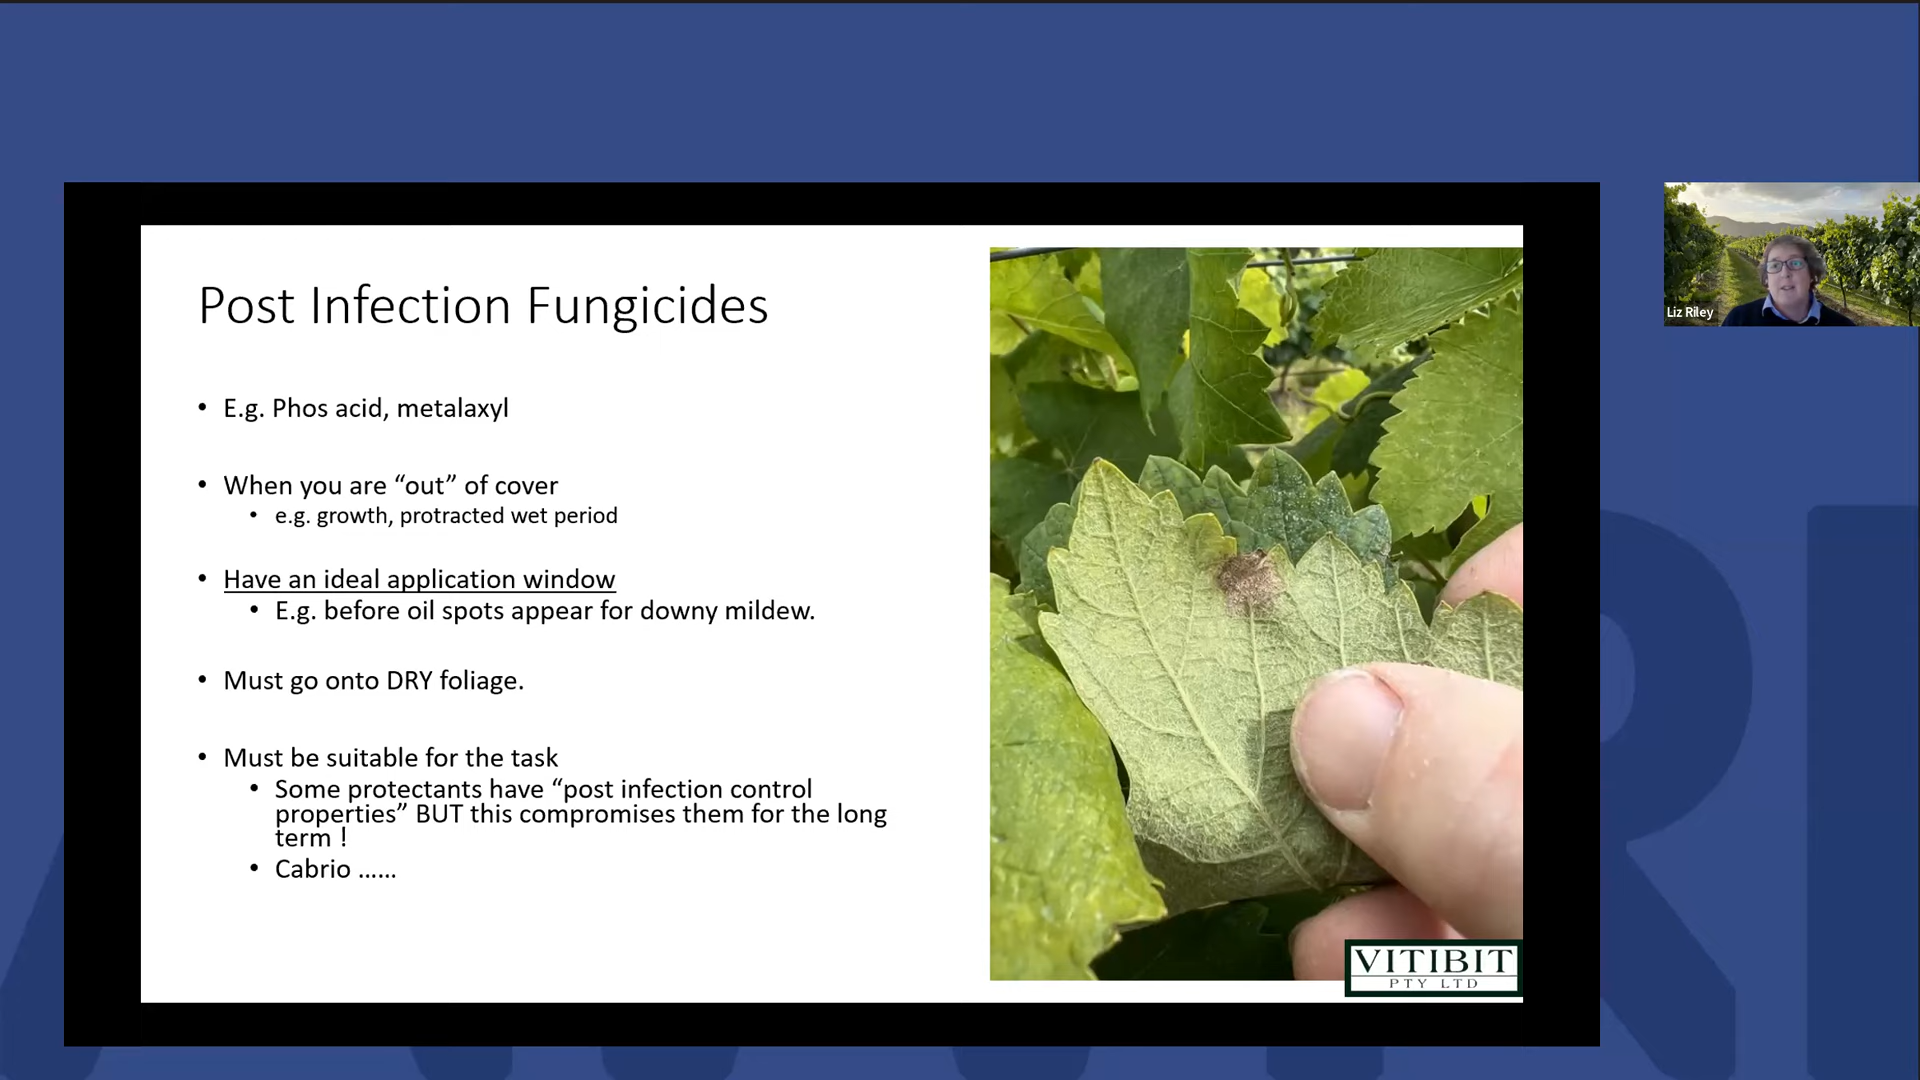 Post Infection Fungicides
• E.g. Phos acid, metalaxyl
• When you are “out” of cover
• e.g. growth, protracted wet period
• Have an ideal application window
• E.g. before oil spots appear for downy mildew.
• Must go onto DRY foliage.
• Must be suitable for the task
• Some protectants have “post infection control
properties” BUT this compromises them for the long
term !
• Cabrio ……
VITIBIT
PTY LTD
Liz Riley